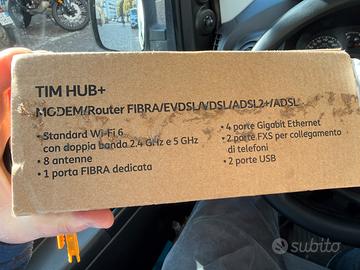 TIM HUB+
MODEM/Router FIBRA/EVDSL/VDSL/ADSL2+/ADSL
• Standard Wi-Fi 6
con doppia banda 2.4 GHz e 5 GHz
• 8 antenne
• 1 porta FIBRA dedicata
• 4 porte Gigabit Ethernet
• 2 porte FXS per collegamento
di telefoni
• 2 porte USB
subito